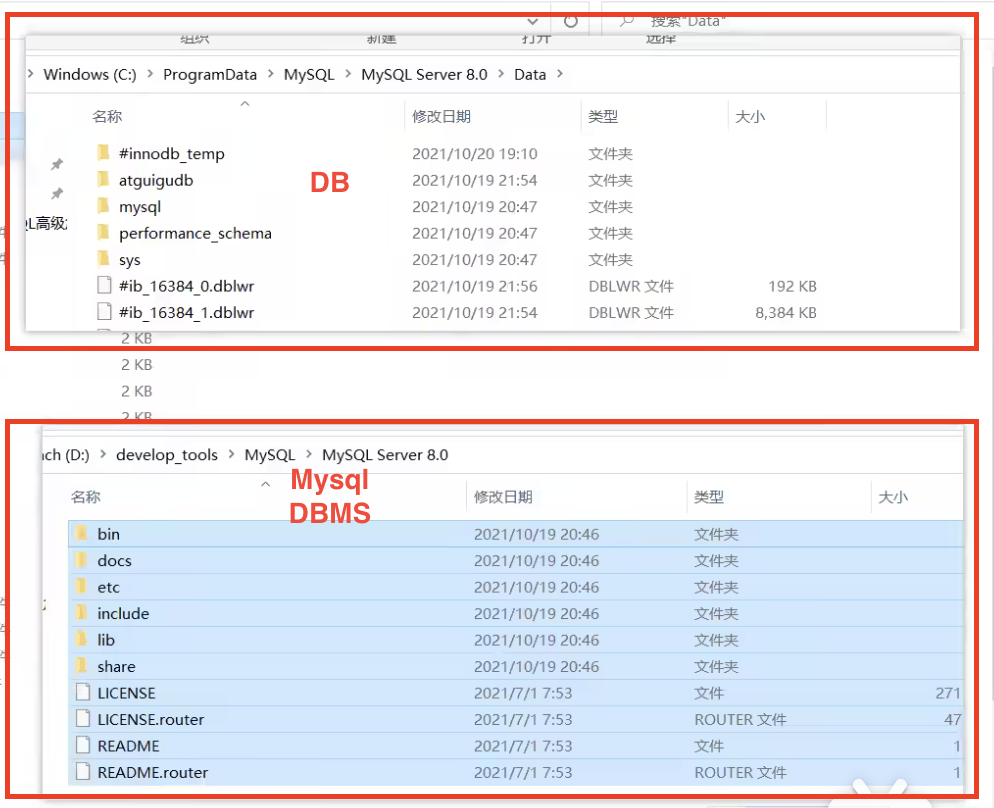 搜索"Data"
组织 新建 打开 选择
Windows (C:) > ProgramData > MySQL > MySQL Server 8.0 > Data >
名称 修改日期 类型 大小
#innodb_temp 2021/10/20 19:10 文件夹
DB
atguigudb 2021/10/19 21:54 文件夹
mysql 2021/10/19 20:47 文件夹
L高级
performance_schema 2021/10/19 20:47 文件夹
sys 2021/10/19 20:47 文件夹
#ib_16384_0.dblwr 2021/10/19 21:56 DBLWR 文件 192 KB
#ib_16384_1.dblwr 2021/10/19 21:54 DBLWR 文件 8,384 KB
2 KB
2 KB
2 KB
2 KB
ch (D:) > develop_tools > MySQL > MySQL Server 8.0
Mysql
DBMS
名称 修改日期 类型 大小
bin 2021/10/19 20:46 文件夹
docs 2021/10/19 20:46 文件夹
etc 2021/10/19 20:46 文件夹
include 2021/10/19 20:46 文件夹
lib 2021/10/19 20:46 文件夹
share 2021/10/19 20:46 文件夹
LICENSE 2021/7/1 7:53 文件 271
LICENSE.router 2021/7/1 7:53 ROUTER 文件 47
README 2021/7/1 7:53 文件 1
README.router 2021/7/1 7:53 ROUTER 文件 1